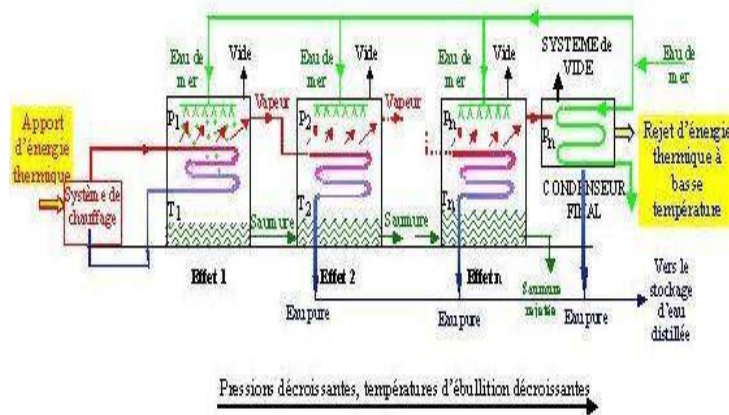 Eau de
mer
Vide
Eau de
mer
Vide
Eau de
mer
Vide
SYSTEME de
VIDE
Eau de
mer
Apport
d'énergie
thermique
Système de
chauffage
P1
Vapeur
P2
Vapeur
Pn
Pn
Rejet d'énergie
thermique à
basse
température
CONDENSEUR
FINAL
T1
T2
Tn
Saumure
Saumure
Effet 1
Effet 2
Effet n
Saumure
rejetée
Eau pure
Eau pure
Eau pure
Vers le
stockage
d'eau
distillée
Pressions décroissantes, températures d'ébullition décroissantes